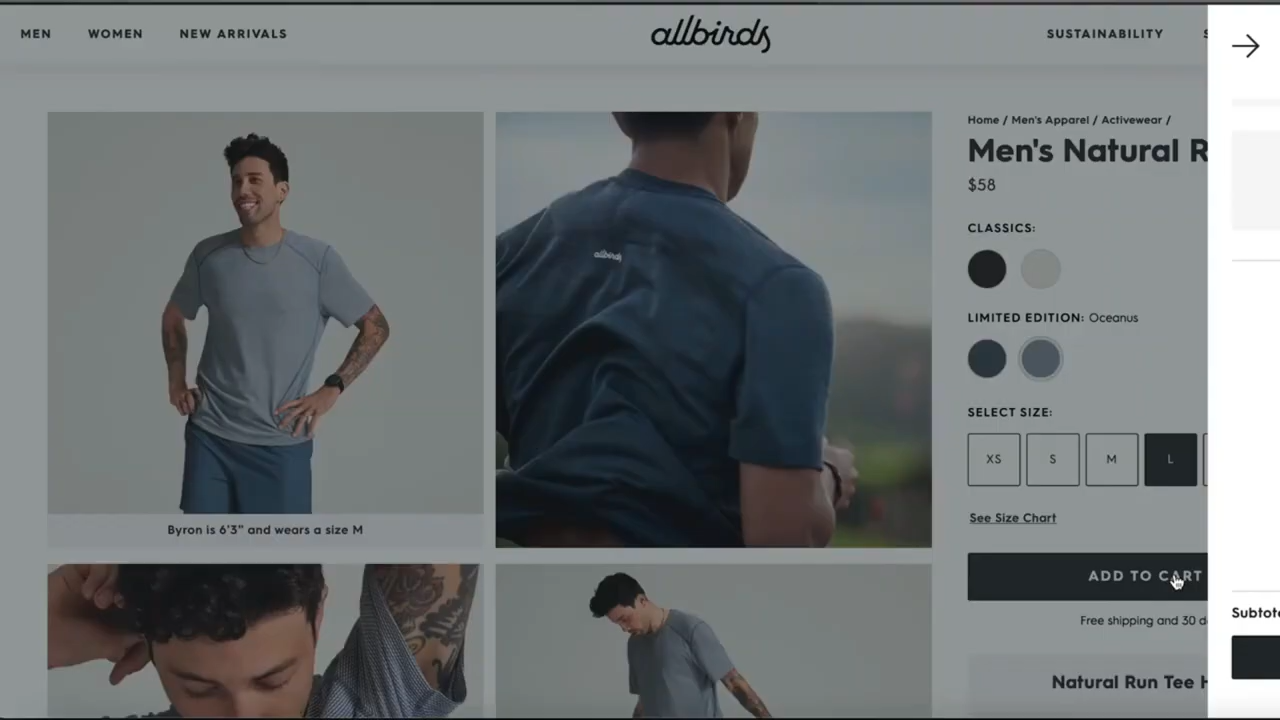 MEN WOMEN NEW ARRIVALS allbirds SUSTAINABILITY
Home / Men's Apparel / Activewear /
Men's Natural
$58
CLASSICS:
LIMITED EDITION: Oceanus
SELECT SIZE:
XS S M L
See Size Chart
ADD TO CART
Free shipping and 30
Natural Run Tee
Byron is 6'3" and wears a size M
allbirds